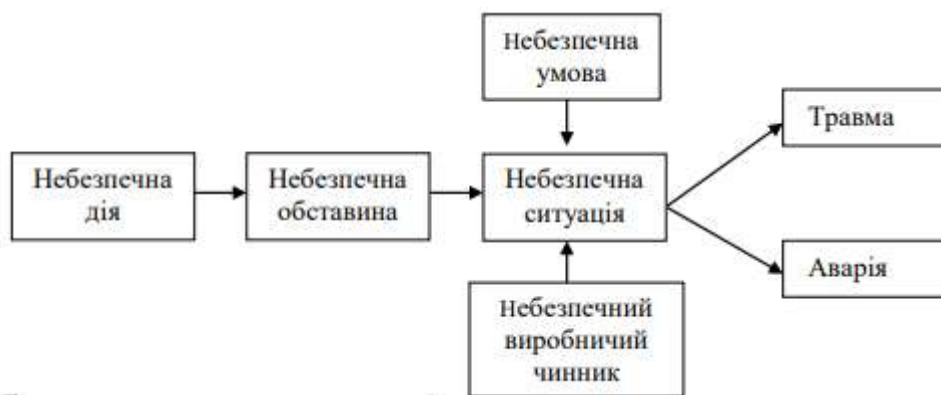 Небезпечна
умова
Травма
Небезпечна
дія
Небезпечна
обставина
Небезпечна
ситуація
Аварія
Небезпечний
виробничий
чинник